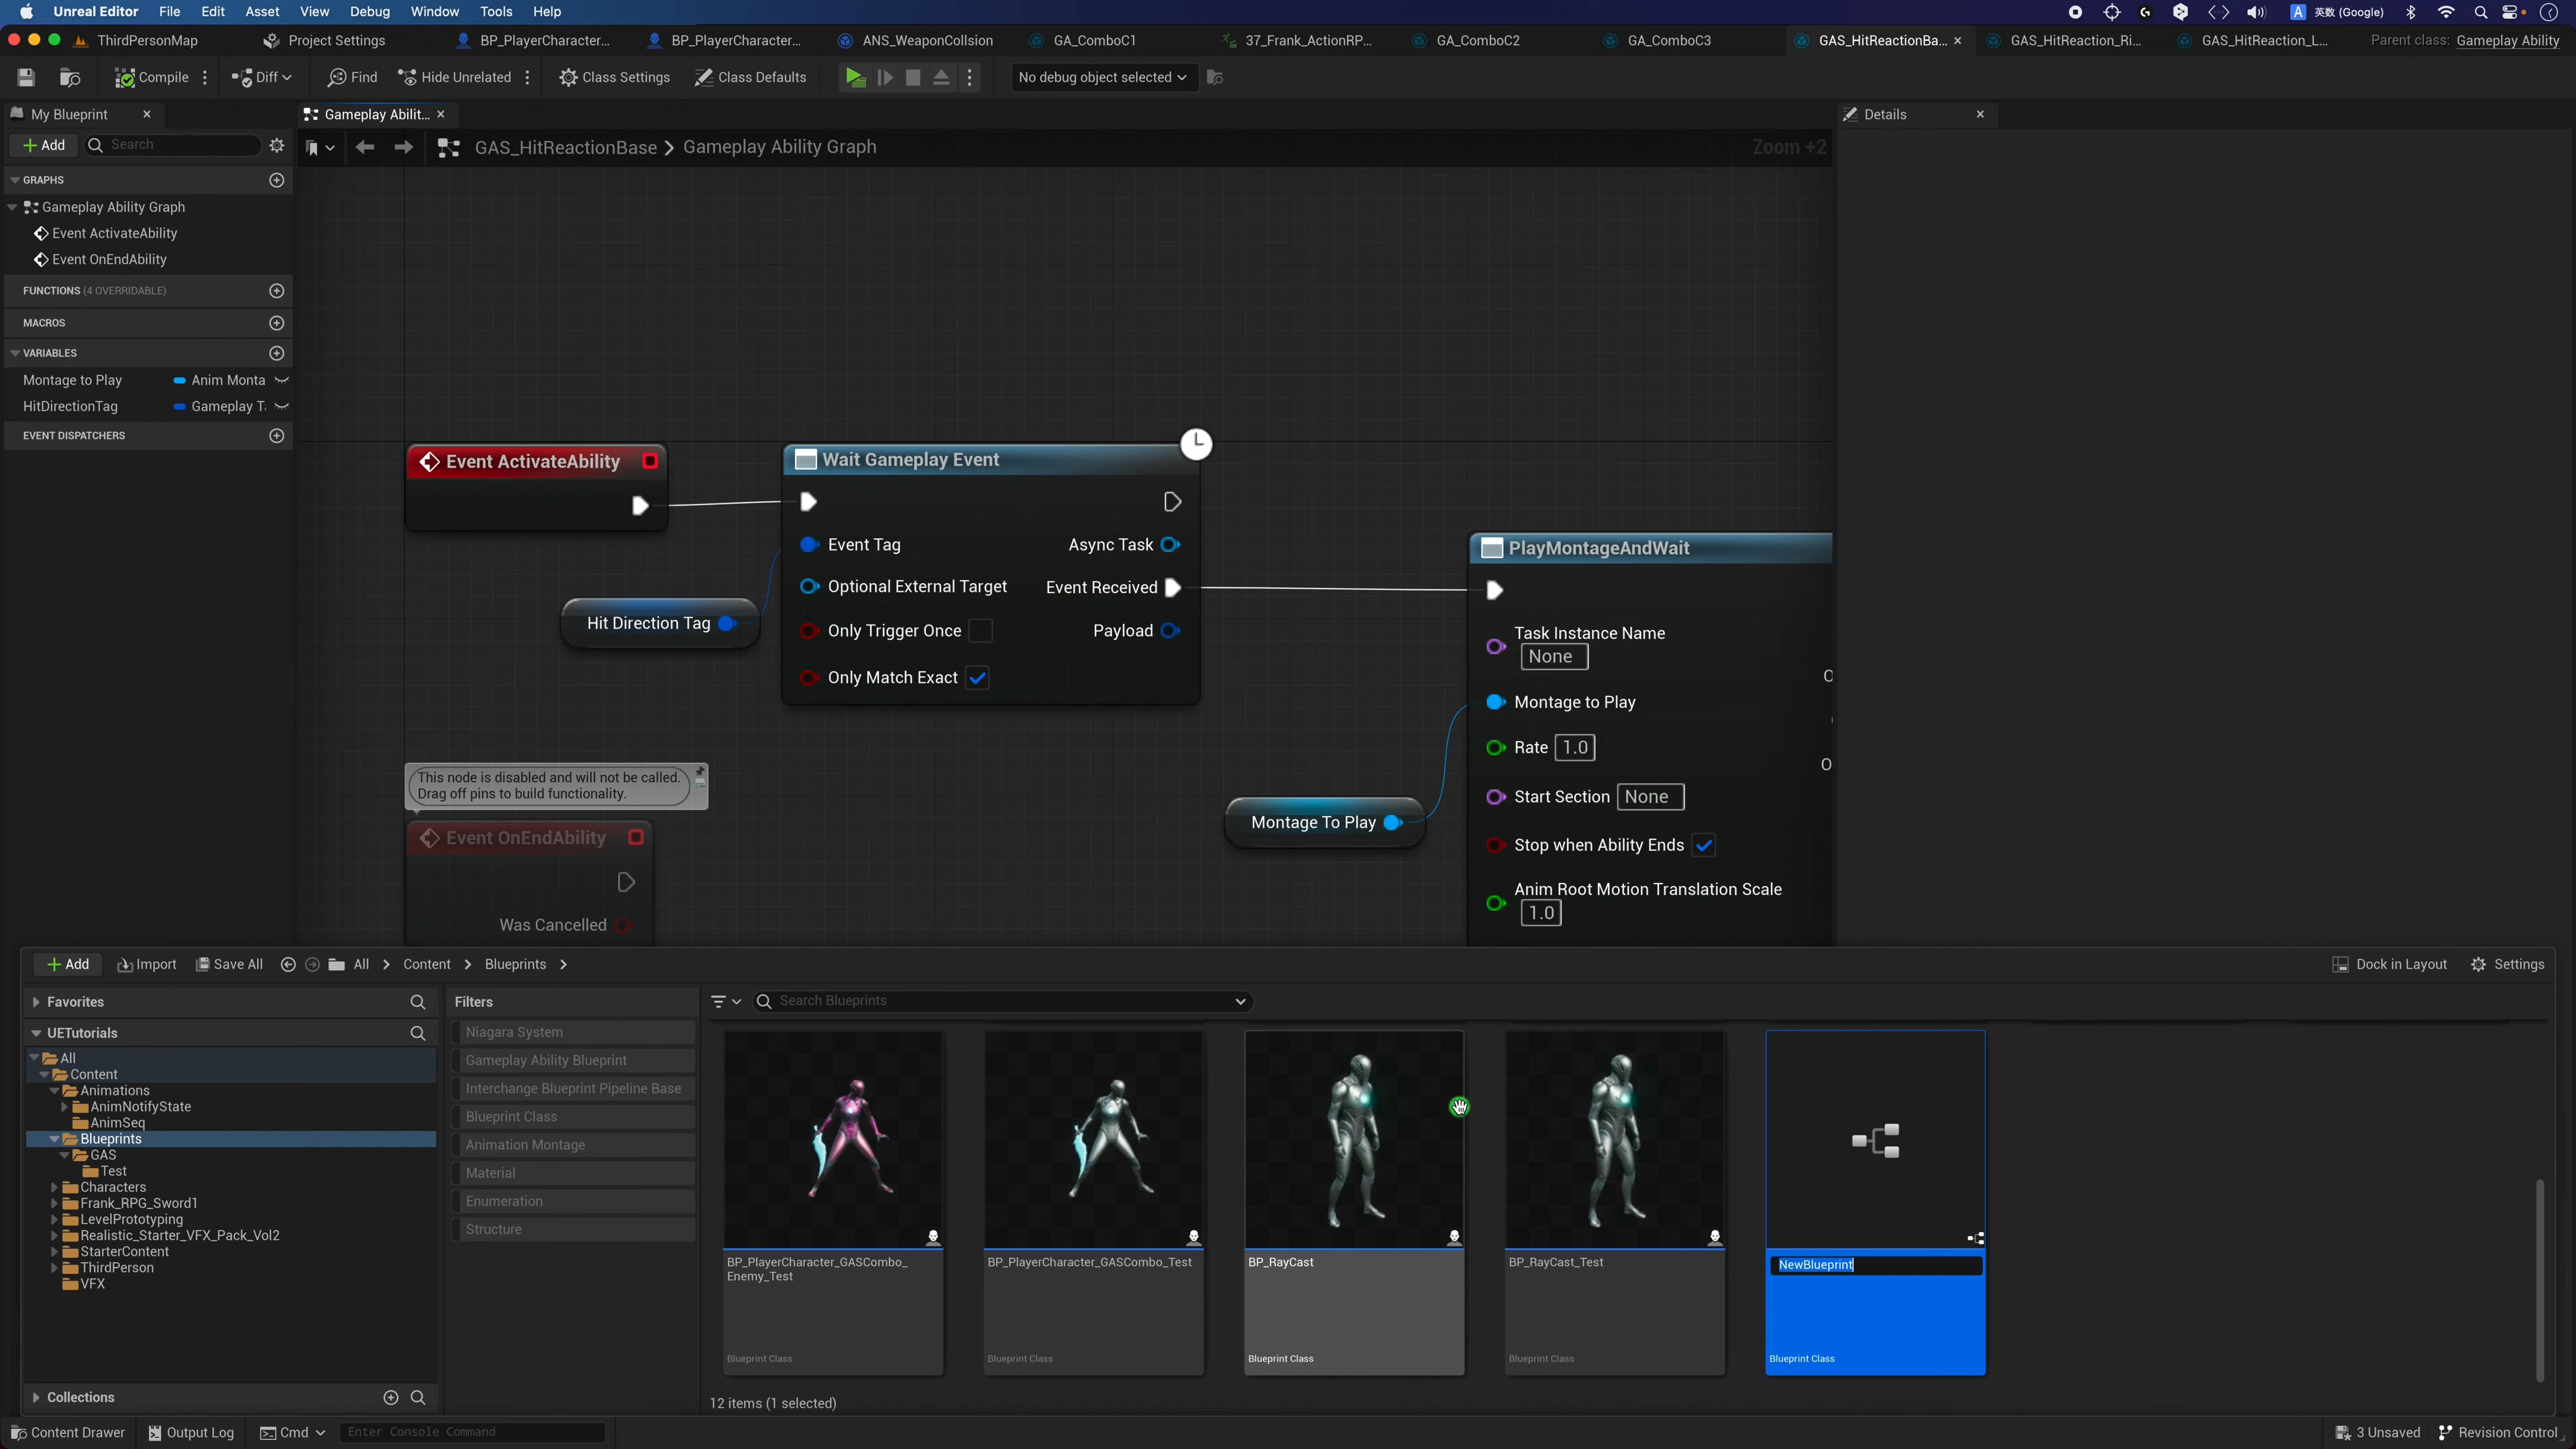 Unreal Editor File Edit Asset View Debug Window Tools Help A 英数 (Google)
ThirdPersonMap Project Settings BP_PlayerCharacter... BP_PlayerCharacter... ANS_WeaponCollsion GA_ComboC1 37_Frank_ActionRP... GA_ComboC2 GA_ComboC3 GAS_HitReactionBa... GAS_HitReaction_Ri... GAS_HitReaction_L... Parent class: Gameplay Ability
Compile Diff Find Hide Unrelated Class Settings Class Defaults No debug object selected
My Blueprint Gameplay Abilit... Details
Add Search
GAS_HitReactionBase Gameplay Ability Graph Zoom +2
GRAPHS
Gameplay Ability Graph
Event ActivateAbility
Event OnEndAbility
FUNCTIONS (4 OVERRIDABLE)
MACROS
VARIABLES
Montage to Play Anim Monta
HitDirectionTag Gameplay T
EVENT DISPATCHERS
Event ActivateAbility
Wait Gameplay Event
Event Tag Async Task
Optional External Target Event Received
Only Trigger Once Payload
Only Match Exact
Hit Direction Tag
PlayMontageAndWait
Task Instance Name
None
Montage to Play
Rate 1.0
Start Section None
Stop when Ability Ends
Anim Root Motion Translation Scale
1.0
Montage To Play
This node is disabled and will not be called.
Drag off pins to build functionality.
Event OnEndAbility
Was Cancelled
Add Import Save All All Content Blueprints Dock in Layout Settings
Favorites
UETutorials
All
Content
Animations
AnimNotifyState
AnimSeq
Blueprints
GAS
Test
Characters
Frank_RPG_Sword1
LevelPrototyping
Realistic_Starter_VFX_Pack_Vol2
StarterContent
ThirdPerson
VFX
Collections
Filters
Niagara System
Gameplay Ability Blueprint
Interchange Blueprint Pipeline Base
Blueprint Class
Animation Montage
Material
Enumeration
Structure
Search Blueprints
BP_PlayerCharacter_GASCombo_
Enemy_Test
Blueprint Class
BP_PlayerCharacter_GASCombo_Test
Blueprint Class
BP_RayCast
Blueprint Class
BP_RayCast_Test
Blueprint Class
NewBlueprint
Blueprint Class
12 items (1 selected)
Content Drawer Output Log Cmd Enter Console Command 3 Unsaved Revision Control